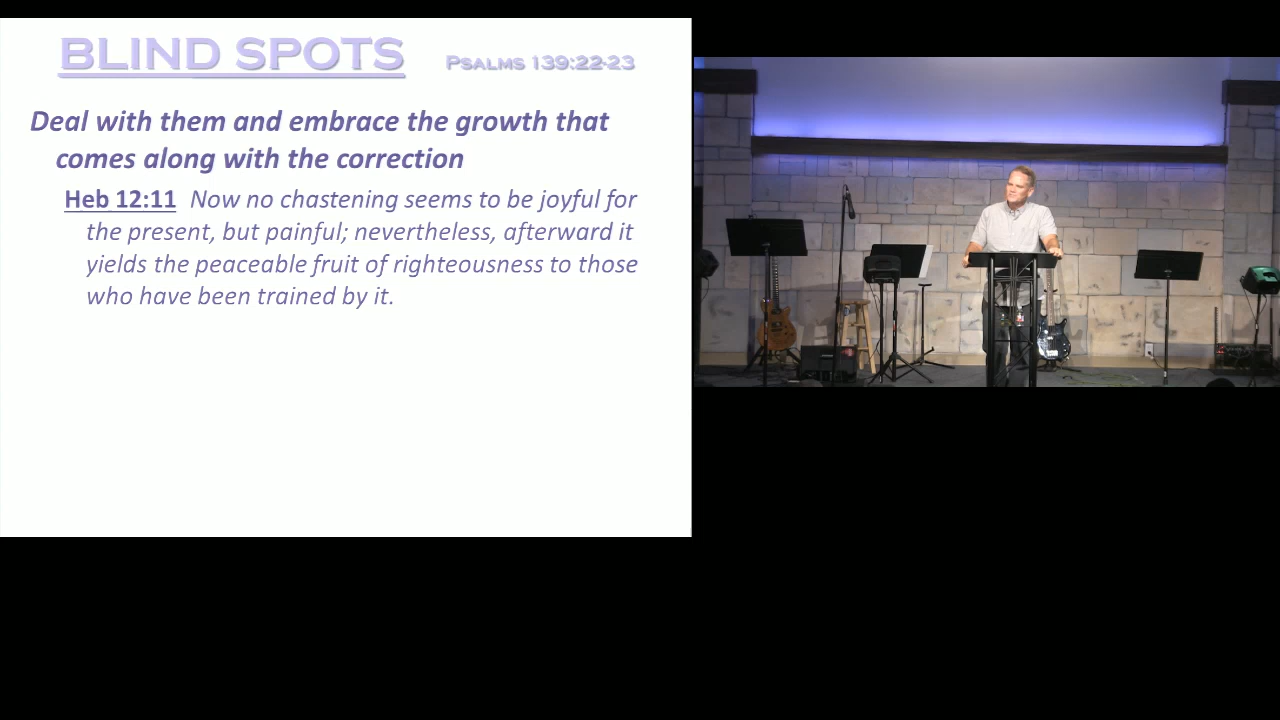 BLIND SPOTS PSALMS 139:22-23
Deal with them and embrace the growth that
comes along with the correction
Heb 12:11 Now no chastening seems to be joyful for
the present, but painful; nevertheless, afterward it
yields the peaceable fruit of righteousness to those
who have been trained by it.